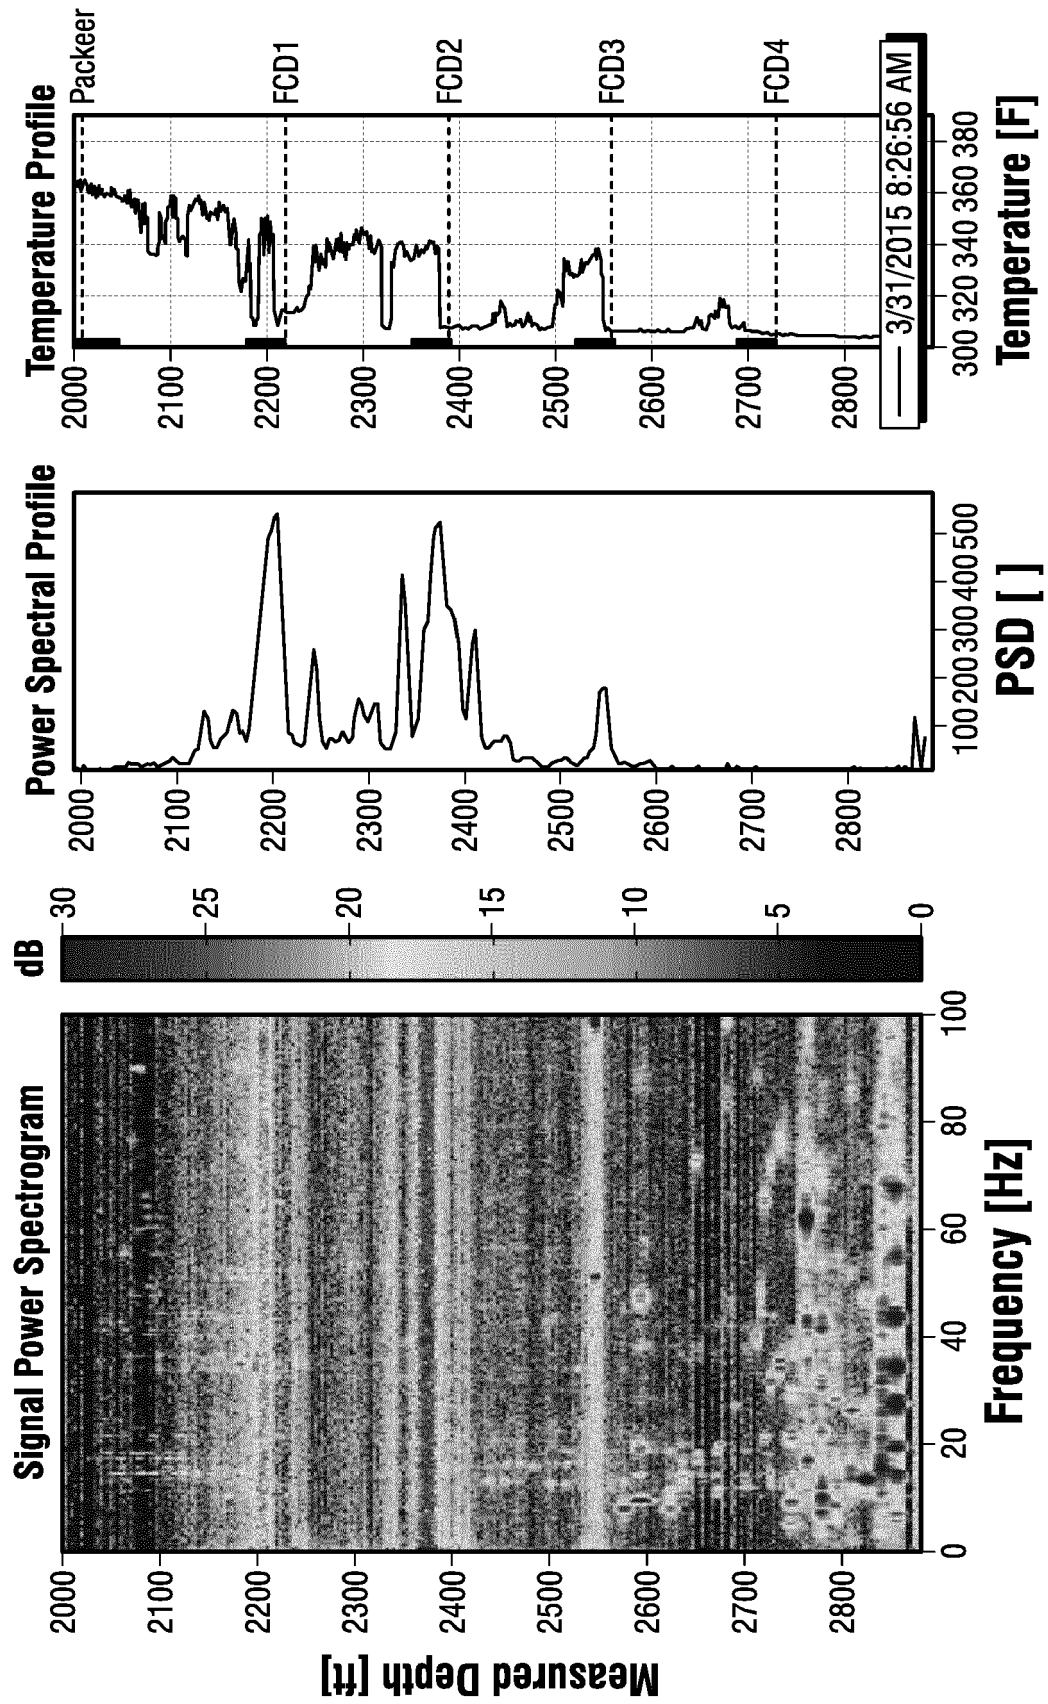 Signal Power Spectrogram
Measured Depth [ft]
2000
2100
2200
2300
2400
2500
2600
2700
2800
0 20 40 60 80 100
Frequency [Hz]
dB
30
25
20
15
10
5
0
Power Spectral Profile
2000
2100
2200
2300
2400
2500
2600
2700
2800
100 200 300 400 500
PSD [ ]
Temperature Profile
2000
2100
2200
2300
2400
2500
2600
2700
2800
Packeer
FCD1
FCD2
FCD3
FCD4
3/31/2015 8:26:56 AM
300 320 340 360 380
Temperature [F]